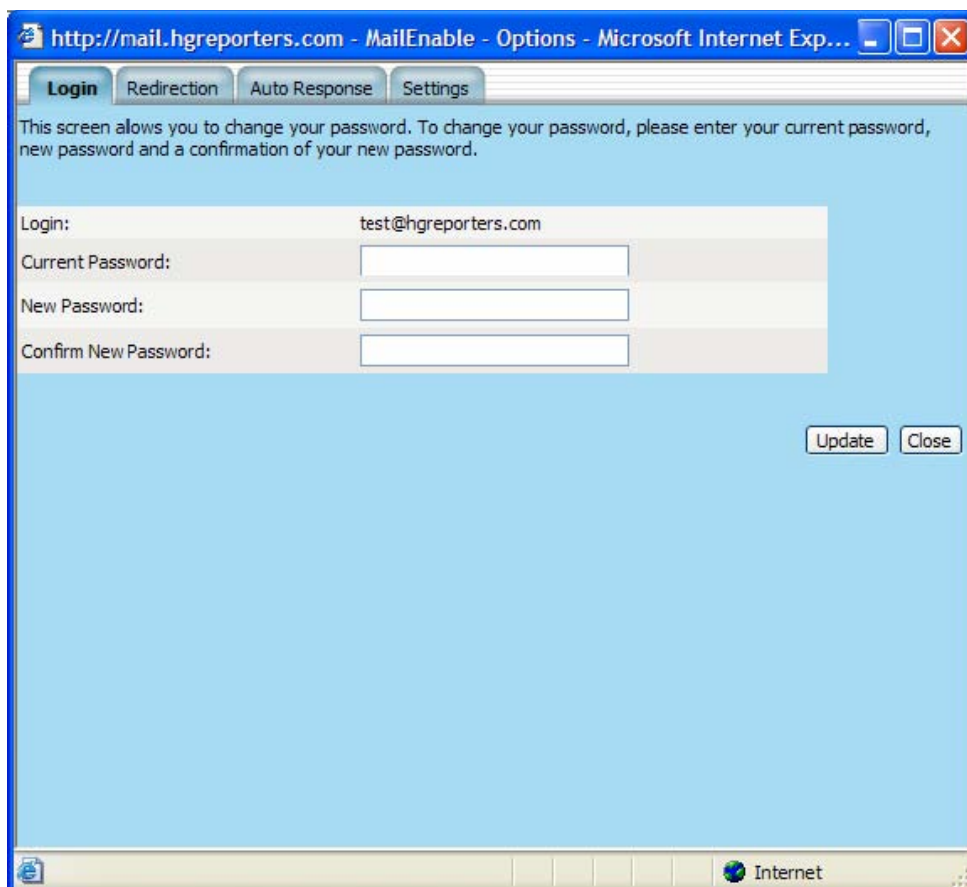 http://mail.hgreporters.com - MailEnable - Options - Microsoft Internet Exp...
Login Redirection Auto Response Settings
This screen alows you to change your password. To change your password, please enter your current password,
new password and a confirmation of your new password.
Login: test@hgreporters.com
Current Password:
New Password:
Confirm New Password:
Update Close
Internet